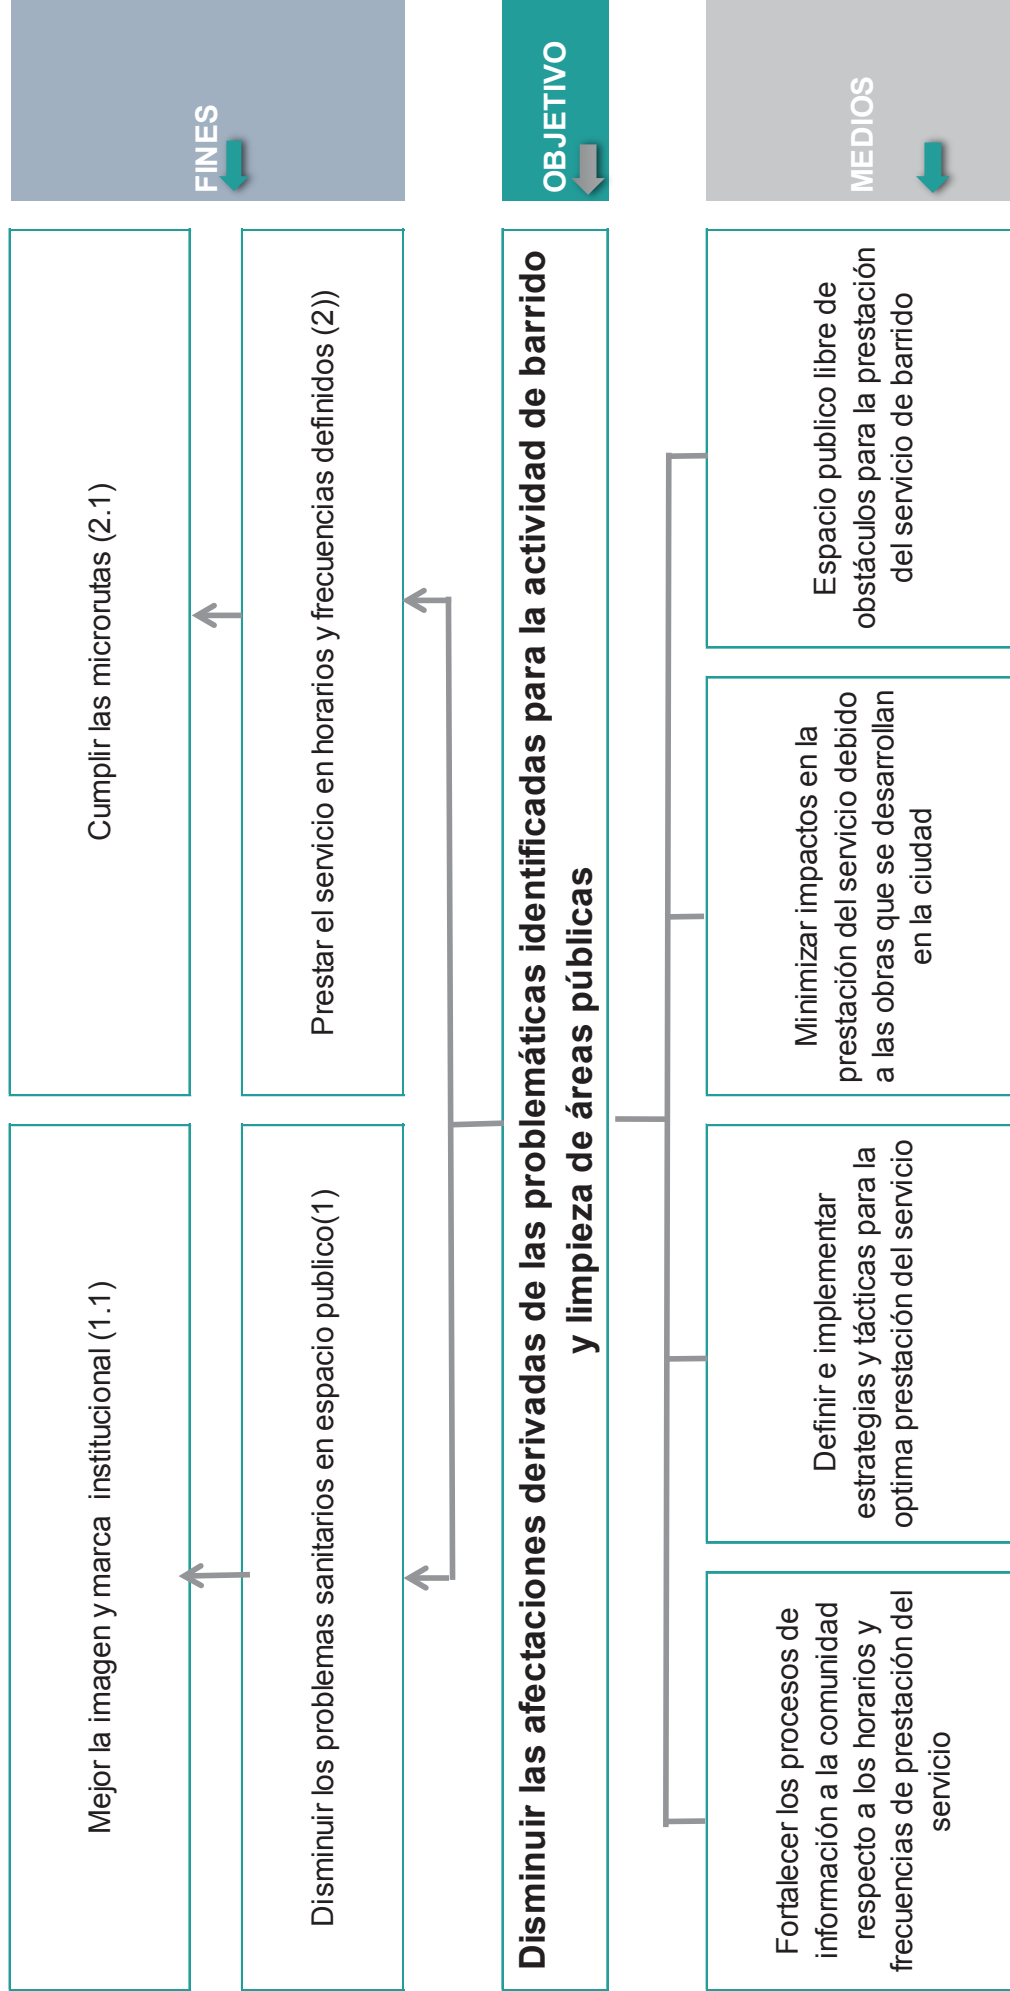 Mejor la imagen y marca institucional (1.1)
Cumplir las microrutas (2.1)
FINES
Disminuir los problemas sanitarios en espacio publico(1)
Prestar el servicio en horarios y frecuencias definidos (2))
Disminuir las afectaciones derivadas de las problemáticas identificadas para la actividad de barrido
y limpieza de áreas públicas
OBJETIVO
Fortalecer los procesos de
información a la comunidad
respecto a los horarios y
frecuencias de prestación del
servicio
Definir e implementar
estrategias y tácticas para la
optima prestación del servicio
Minimizar impactos en la
prestación del servicio debido
a las obras que se desarrollan
en la ciudad
Espacio publico libre de
obstáculos para la prestación
del servicio de barrido
MEDIOS